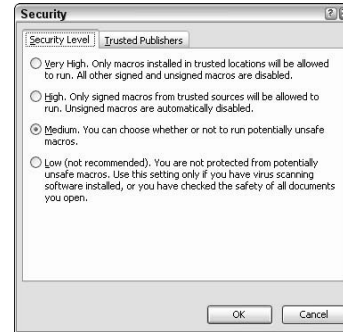 Security
Security Level
Trusted Publishers
Very High. Only macros installed in trusted locations will be allowed
to run. All other signed and unsigned macros are disabled.
High. Only signed macros from trusted sources will be allowed to
run. Unsigned macros are automatically disabled.
Medium. You can choose whether or not to run potentially unsafe
macros.
Low (not recommended). You are not protected from potentially
unsafe macros. Use this setting only if you have virus scanning
software installed, or you have checked the safety of all documents
you open.
OK
Cancel